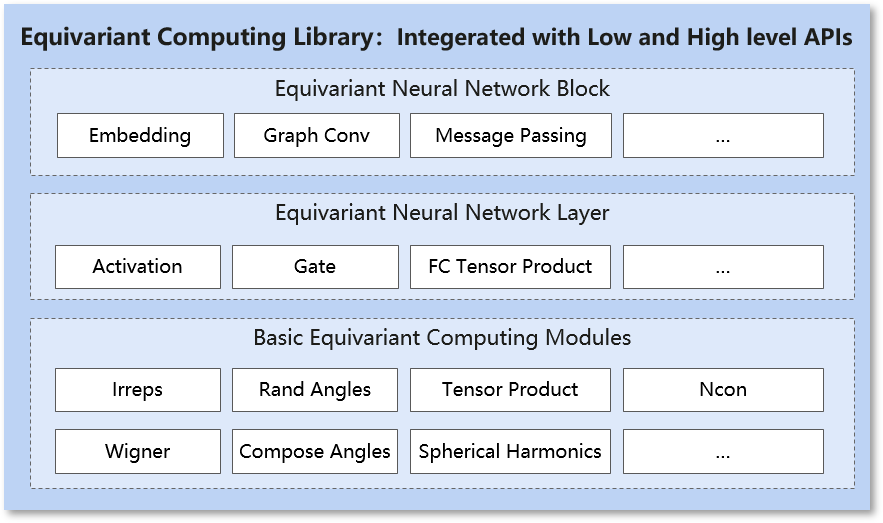 Equivariant Computing Library：Integerated with Low and High level APIs
Equivariant Neural Network Block
Embedding
Graph Conv
Message Passing
...
Equivariant Neural Network Layer
Activation
Gate
FC Tensor Product
...
Basic Equivariant Computing Modules
Irreps
Rand Angles
Tensor Product
Ncon
Wigner
Compose Angles
Spherical Harmonics
...